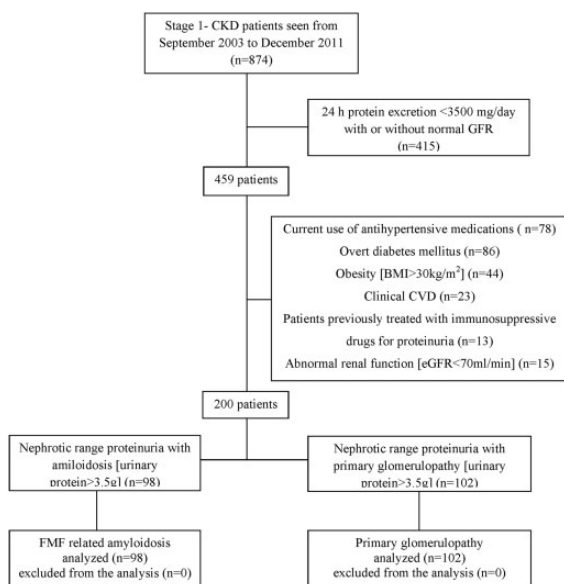 Stage 1- CKD patients seen from
September 2003 to December 2011
(n=874)
24 h protein excretion <3500 mg/day
with or without normal GFR
(n=415)
459 patients
Current use of antihypertensive medications ( n=78)
Overt diabetes mellitus (n=86)
Obesity [BMI>30kg/m²] (n=44)
Clinical CVD (n=23)
Patients previously treated with immunosuppressive
drugs for proteinuria (n=13)
Abnormal renal function [eGFR<70ml/min] (n=15)
200 patients
Nephrotic range proteinuria with
amiloidosis [urinary
protein>3.5g] (n=98)
Nephrotic range proteinuria with
primary glomerulopathy [urinary
protein>3.5g] (n=102)
FMF related amyloidosis
analyzed (n=98)
excluded from the analysis (n=0)
Primary glomerulopathy
analyzed (n=102)
excluded from the analysis (n=0)